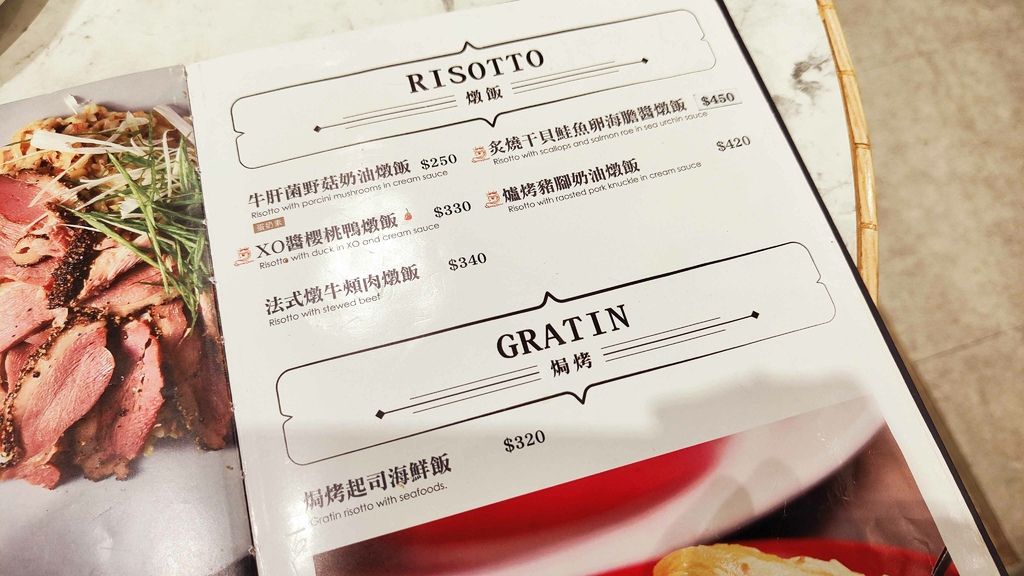 RISOTTO
燉飯
牛肝菌野菇奶油燉飯 $250
Risotto with porcini mushrooms in cream sauce
蛋奶素
XO醬櫻桃鴨燉飯 $330
Risotto with duck in XO and cream sauce
法式燉牛頰肉燉飯 $340
Risotto with stewed beef
炙燒干貝鮭魚卵海膽醬燉飯 $450
Risotto with scallops and salmon roe in sea urchin sauce
爐烤豬腳奶油燉飯 $420
Risotto with raosted pork knuckle in cream sauce
GRATIN
焗烤
焗烤起司海鮮飯 $320
Gratin risotto with seafoods.